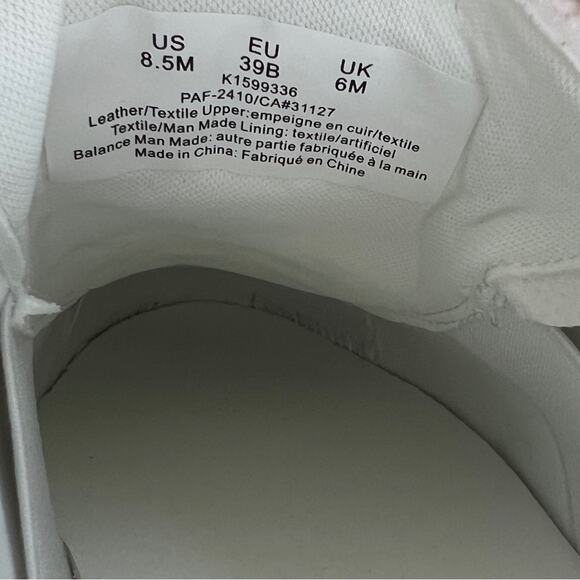 US EU UK
8.5M 39B 6M
K1599336
PAF-2410/CA#31127
Leather/Textile Upper:empeigne en cuir/textile
Textile/Man Made Lining: textile/artificiel
Balance Man Made: autre partie fabriquée à la main
Made in China: Fabriqué en Chine